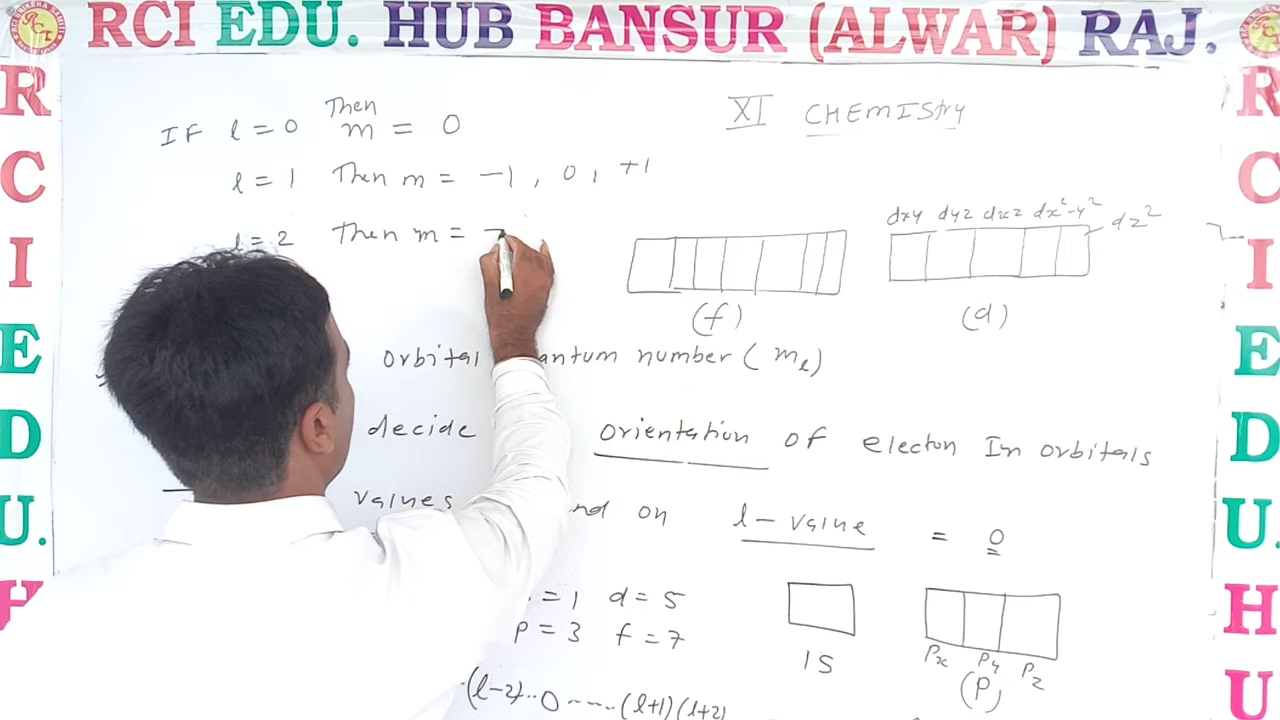 RCI EDU. HUB BANSUR (ALWAR) RAJ.
R
C
I
E
D
U.
H
R
C
I
E
D
U.
H
U
XI CHEMIStry
Then
IF l = 0 m = 0
l = 1 Then m = -1, 0, +1
l = 2 Then m = -
dxy dyz dxz dx²-y² dz²
(f) (d)
orbital quantum number (mₗ)
decide orientation of electon In orbitals
values on l - value = 0
= 1 d = 5
p = 3 f = 7
1S
Px Py Pz
(P)
(l-2)..0-----(l+1)(l+2)